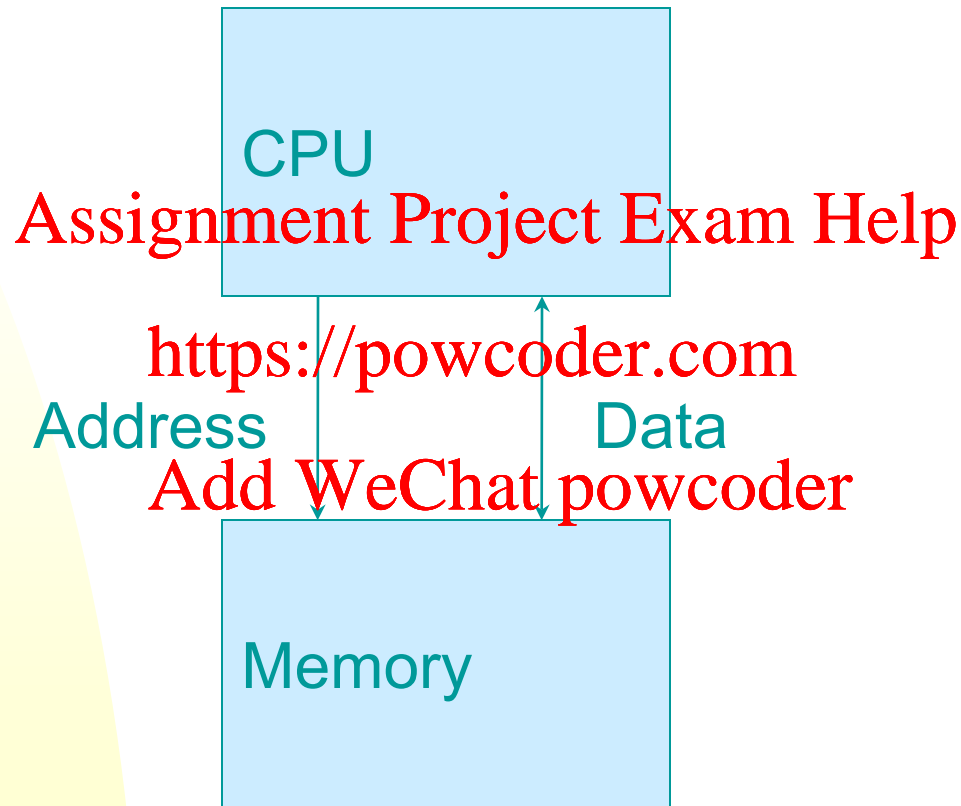 CPU
Assignment Project Exam Help
https://powcoder.com
Address Data
Add WeChat powcoder
Memory